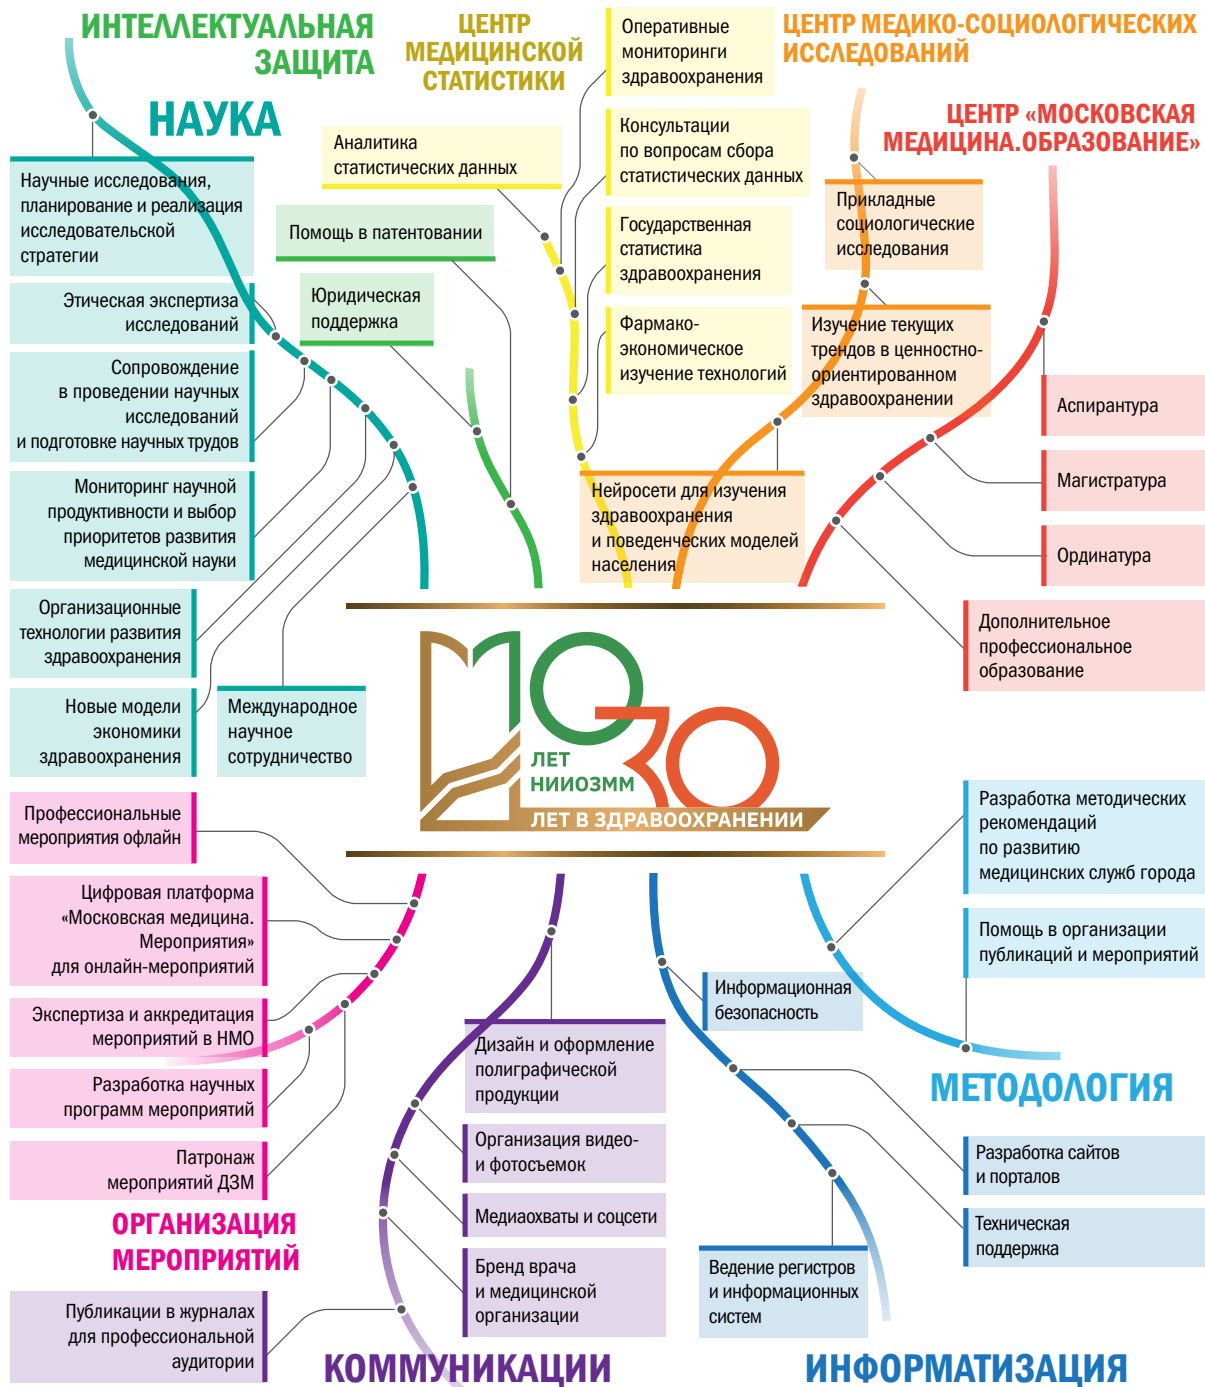 ИНТЕЛЛЕКТУАЛЬНАЯ
ЗАЩИТА
НАУКА
Научные исследования,
планирование и реализация
исследовательской
стратегии
Этическая экспертиза
исследований
Сопровождение
в проведении научных
исследований
и подготовке научных трудов
Мониторинг научной
продуктивности и выбор
приоритетов развития
медицинской науки
Организационные
технологии развития
здравоохранения
Новые модели
экономики
здравоохранения
Международное
научное
сотрудничество
Помощь в патентовании
Юридическая
поддержка
ЦЕНТР
МЕДИЦИНСКОЙ
СТАТИСТИКИ
Аналитика
статистических данных
Оперативные
мониторинги
здравоохранения
Консультации
по вопросам сбора
статистических данных
Государственная
статистика
здравоохранения
Фармако-
экономическое
изучение технологий
ЦЕНТР МЕДИКО-СОЦИОЛОГИЧЕСКИХ
ИССЛЕДОВАНИЙ
Прикладные
социологические
исследования
Изучение текущих
трендов в ценностно-
ориентированном
здравоохранении
Нейросети для изучения
здравоохранения
и поведенческих моделей
населения
ЦЕНТР «МОСКОВСКАЯ
МЕДИЦИНА.ОБРАЗОВАНИЕ»
Аспирантура
Магистратура
Ординатура
Дополнительное
профессиональное
образование
10
30
ЛЕТ
НИИОЗММ
ЛЕТ В ЗДРАВООХРАНЕНИИ
Профессиональные
мероприятия офлайн
Цифровая платформа
«Московская медицина.
Мероприятия»
для онлайн-мероприятий
Экспертиза и аккредитация
мероприятий в НМО
Разработка научных
программ мероприятий
Патронаж
мероприятий ДЗМ
ОРГАНИЗАЦИЯ
МЕРОПРИЯТИЙ
Публикации в журналах
для профессиональной
аудитории
Дизайн и оформление
полиграфической
продукции
Организация видео-
и фотосъемок
Медиаохваты и соцсети
Бренд врача
и медицинской
организации
КОММУНИКАЦИИ
Информационная
безопасность
Разработка сайтов
и порталов
Техническая
поддержка
Ведение регистров
и информационных
систем
ИНФОРМАТИЗАЦИЯ
Разработка методических
рекомендаций
по развитию
медицинских служб города
Помощь в организации
публикаций и мероприятий
МЕТОДОЛОГИЯ